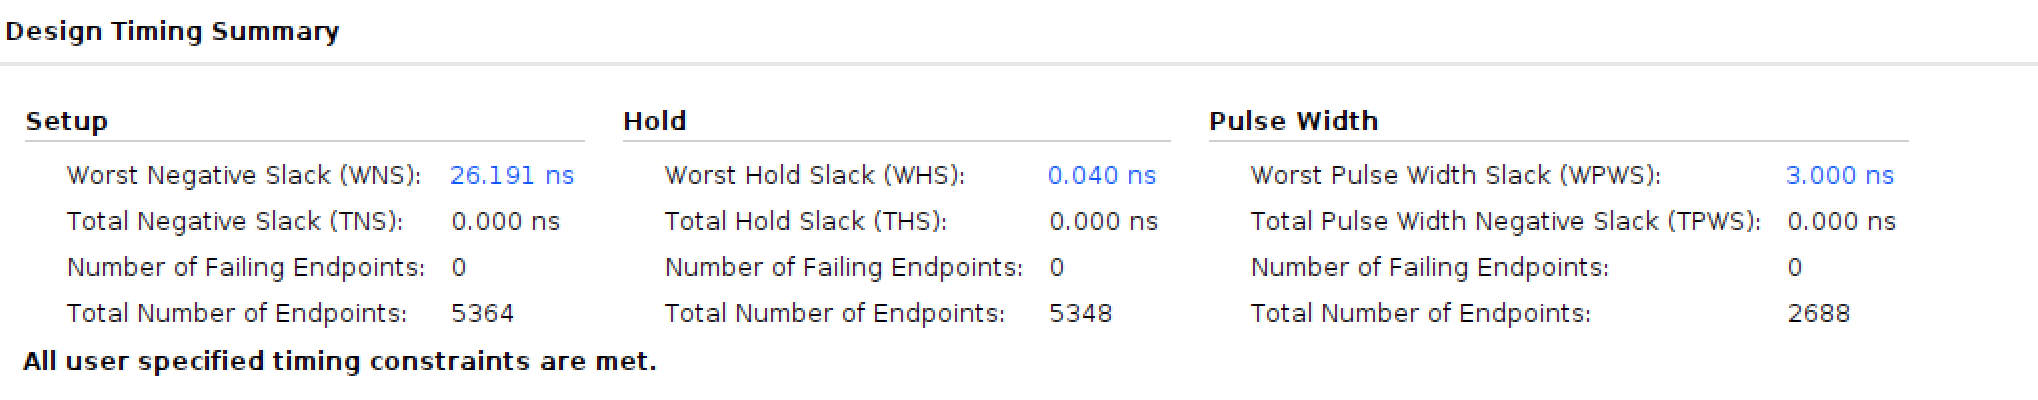 Design Timing Summary
Setup
Worst Negative Slack (WNS): 26.191 ns
Total Negative Slack (TNS): 0.000 ns
Number of Failing Endpoints: 0
Total Number of Endpoints: 5364
Hold
Worst Hold Slack (WHS): 0.040 ns
Total Hold Slack (THS): 0.000 ns
Number of Failing Endpoints: 0
Total Number of Endpoints: 5348
Pulse Width
Worst Pulse Width Slack (WPWS): 3.000 ns
Total Pulse Width Negative Slack (TPWS): 0.000 ns
Number of Failing Endpoints: 0
Total Number of Endpoints: 2688
All user specified timing constraints are met.